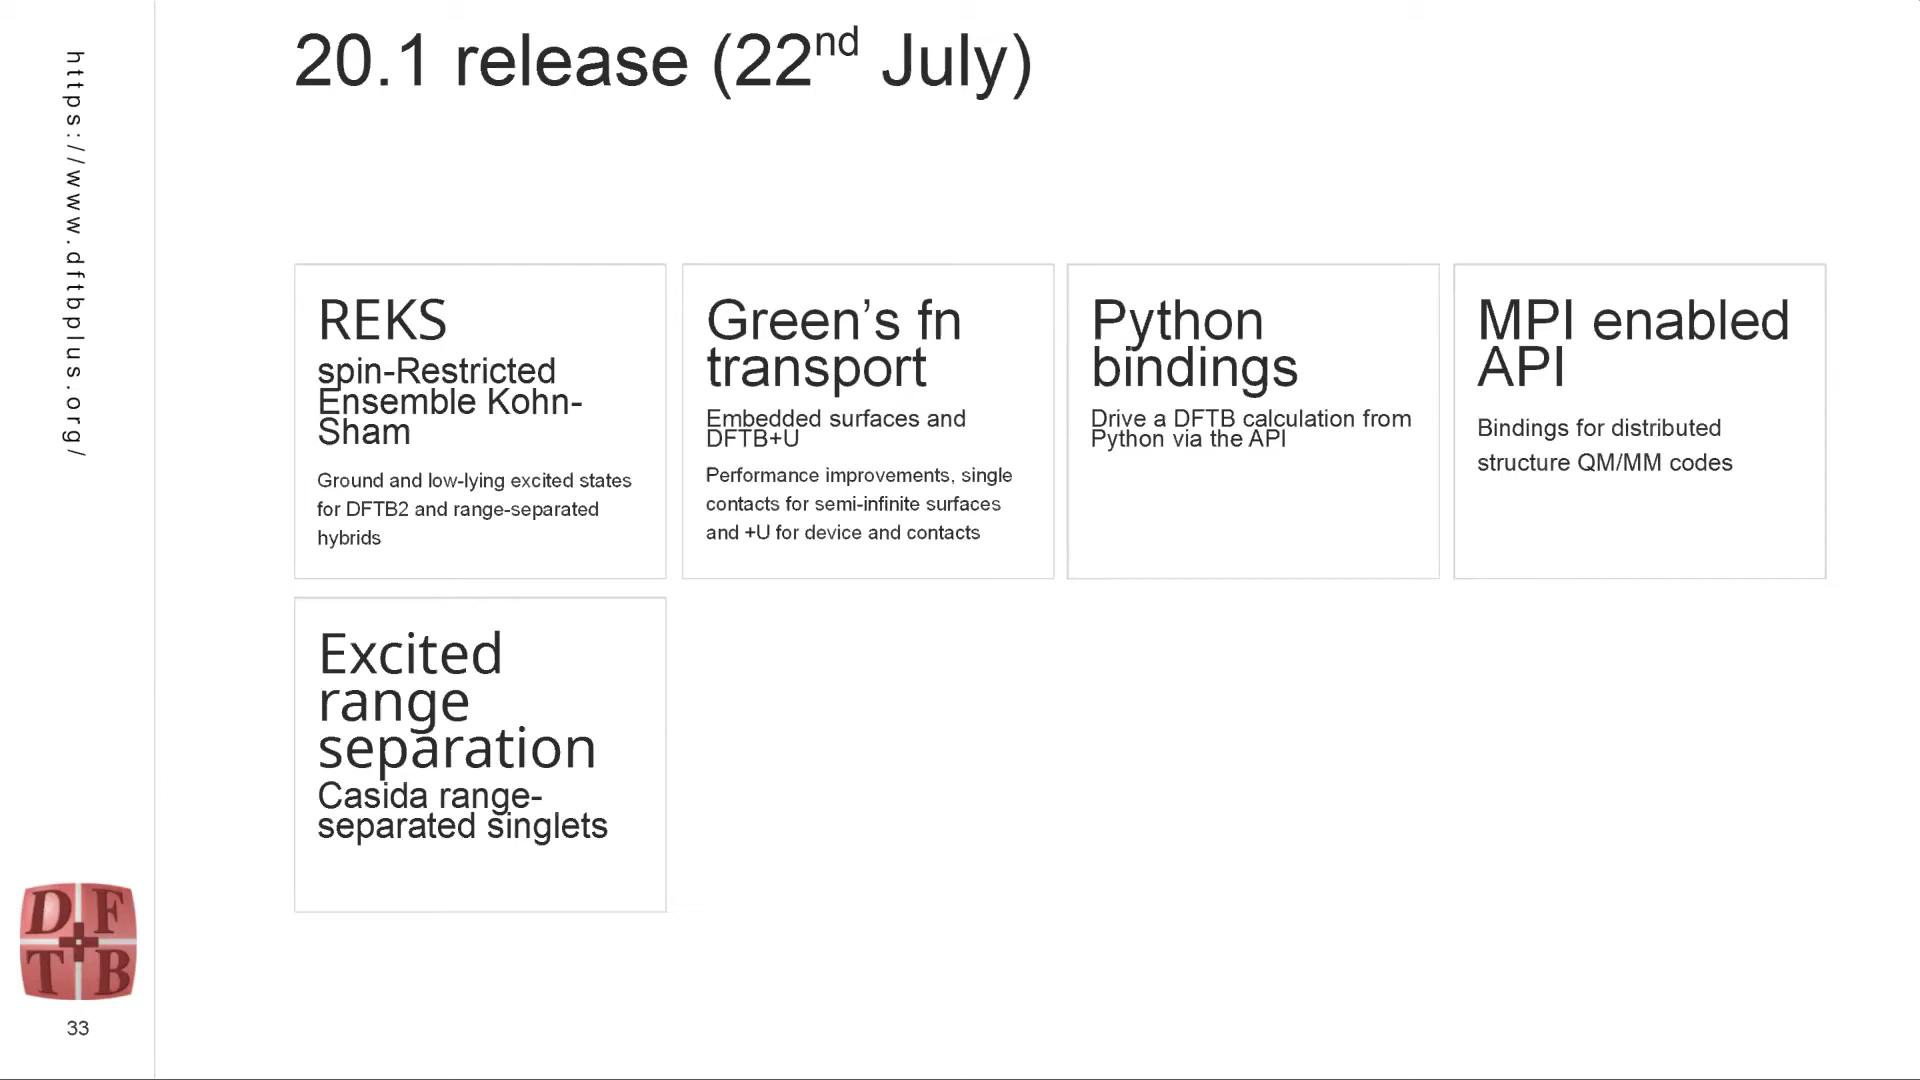 https://www.dftbplus.org/
20.1 release (22nd July)
REKS
spin-Restricted
Ensemble Kohn-
Sham
Ground and low-lying excited states
for DFTB2 and range-separated
hybrids
Green’s fn
transport
Embedded surfaces and
DFTB+U
Performance improvements, single
contacts for semi-infinite surfaces
and +U for device and contacts
Python
bindings
Drive a DFTB calculation from
Python via the API
MPI enabled
API
Bindings for distributed
structure QM/MM codes
Excited
range
separation
Casida range-
separated singlets
D F
T B
33